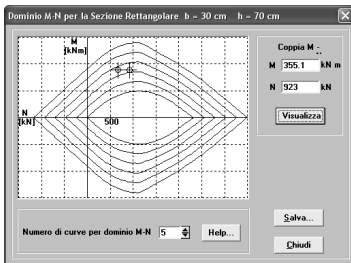 Dominio M-N per la Sezione Rettangolare b = 30 cm h = 70 cm
M
[kNm]
N
[kN]
500
Coppia M -
M 355.1 kN m
N 923 kN
Visualizza
Numero di curve per dominio M-N 5 Help...
Salva...
Chiudi